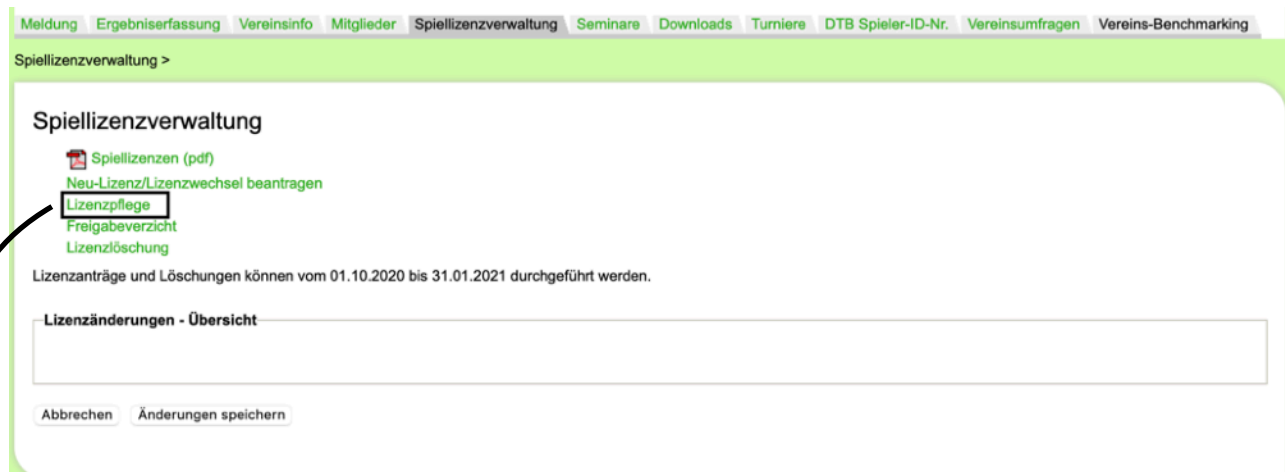 Meldung Ergebniserfassung Vereinsinfo Mitglieder Spiellizenzverwaltung Seminare Downloads Turniere DTB Spieler-ID-Nr. Vereinsumfragen Vereins-Benchmarking
Spiellizenzverwaltung >
Spiellizenzverwaltung
Spiellizenzen (pdf)
Neu-Lizenz/Lizenzwechsel beantragen
Lizenzpflege
Freigabeverzicht
Lizenzlöschung
Lizenzanträge und Löschungen können vom 01.10.2020 bis 31.01.2021 durchgeführt werden.
Lizenzänderungen - Übersicht
Abbrechen Änderungen speichern